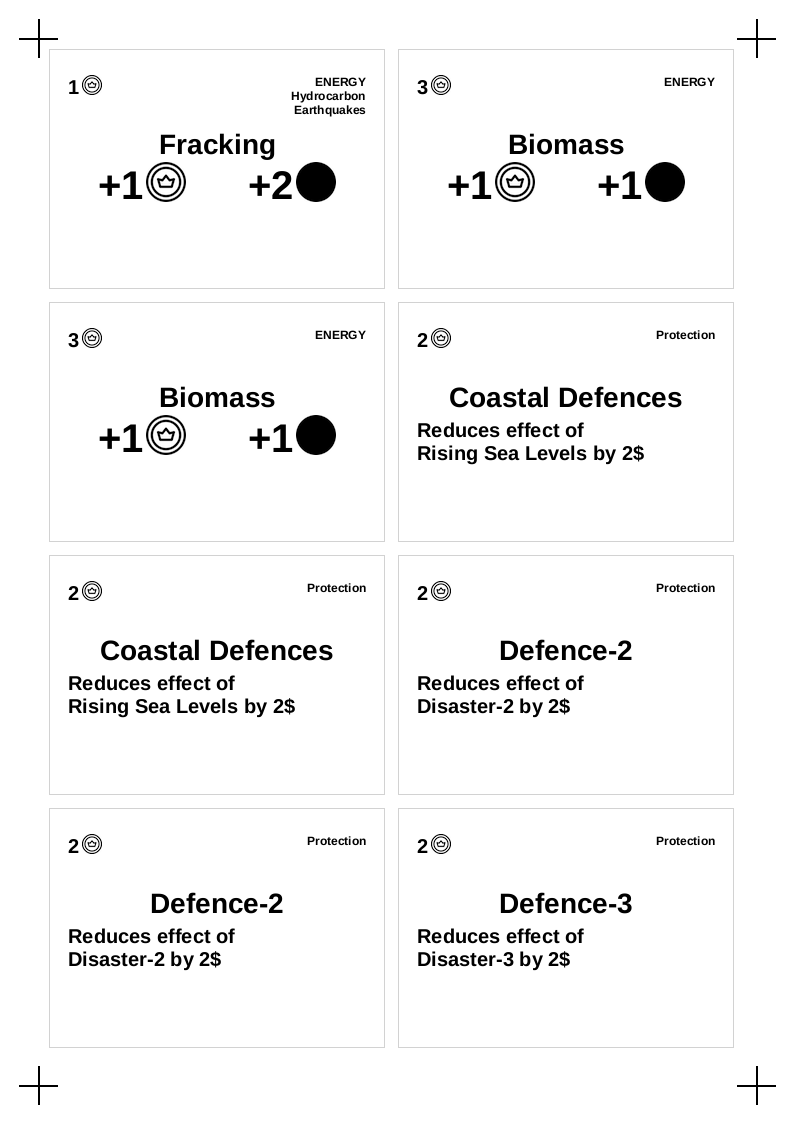 1
ENERGY
Hydrocarbon
Earthquakes
Fracking
+1 +2
3
ENERGY
Biomass
+1 +1
3
ENERGY
Biomass
+1 +1
2
Protection
Coastal Defences
Reduces effect of
Rising Sea Levels by 2$
2
Protection
Coastal Defences
Reduces effect of
Rising Sea Levels by 2$
2
Protection
Defence-2
Reduces effect of
Disaster-2 by 2$
2
Protection
Defence-2
Reduces effect of
Disaster-2 by 2$
2
Protection
Defence-3
Reduces effect of
Disaster-3 by 2$